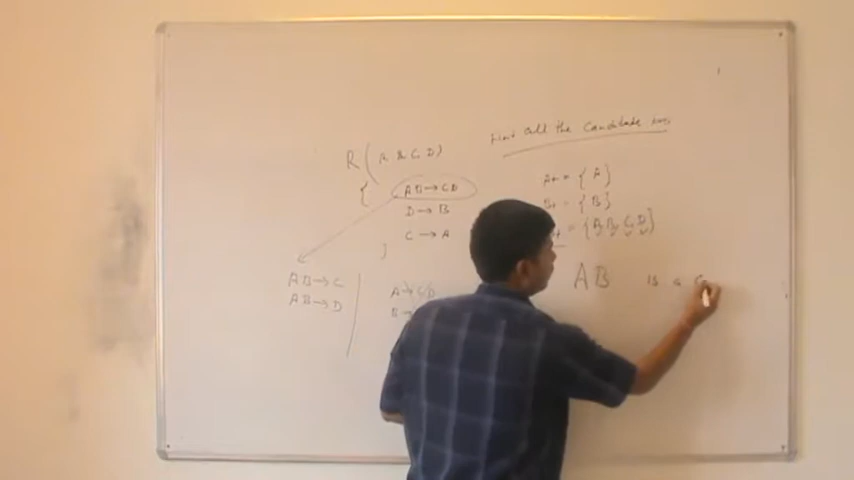 Find all the Candidate keys
R(A, B, C, D)
{ AB → CD
D → B
C → A
}
A+ = {A}
B+ = {B}
+ = {A B C D}
AB → C
AB → D
A → CD
B →
AB is a C